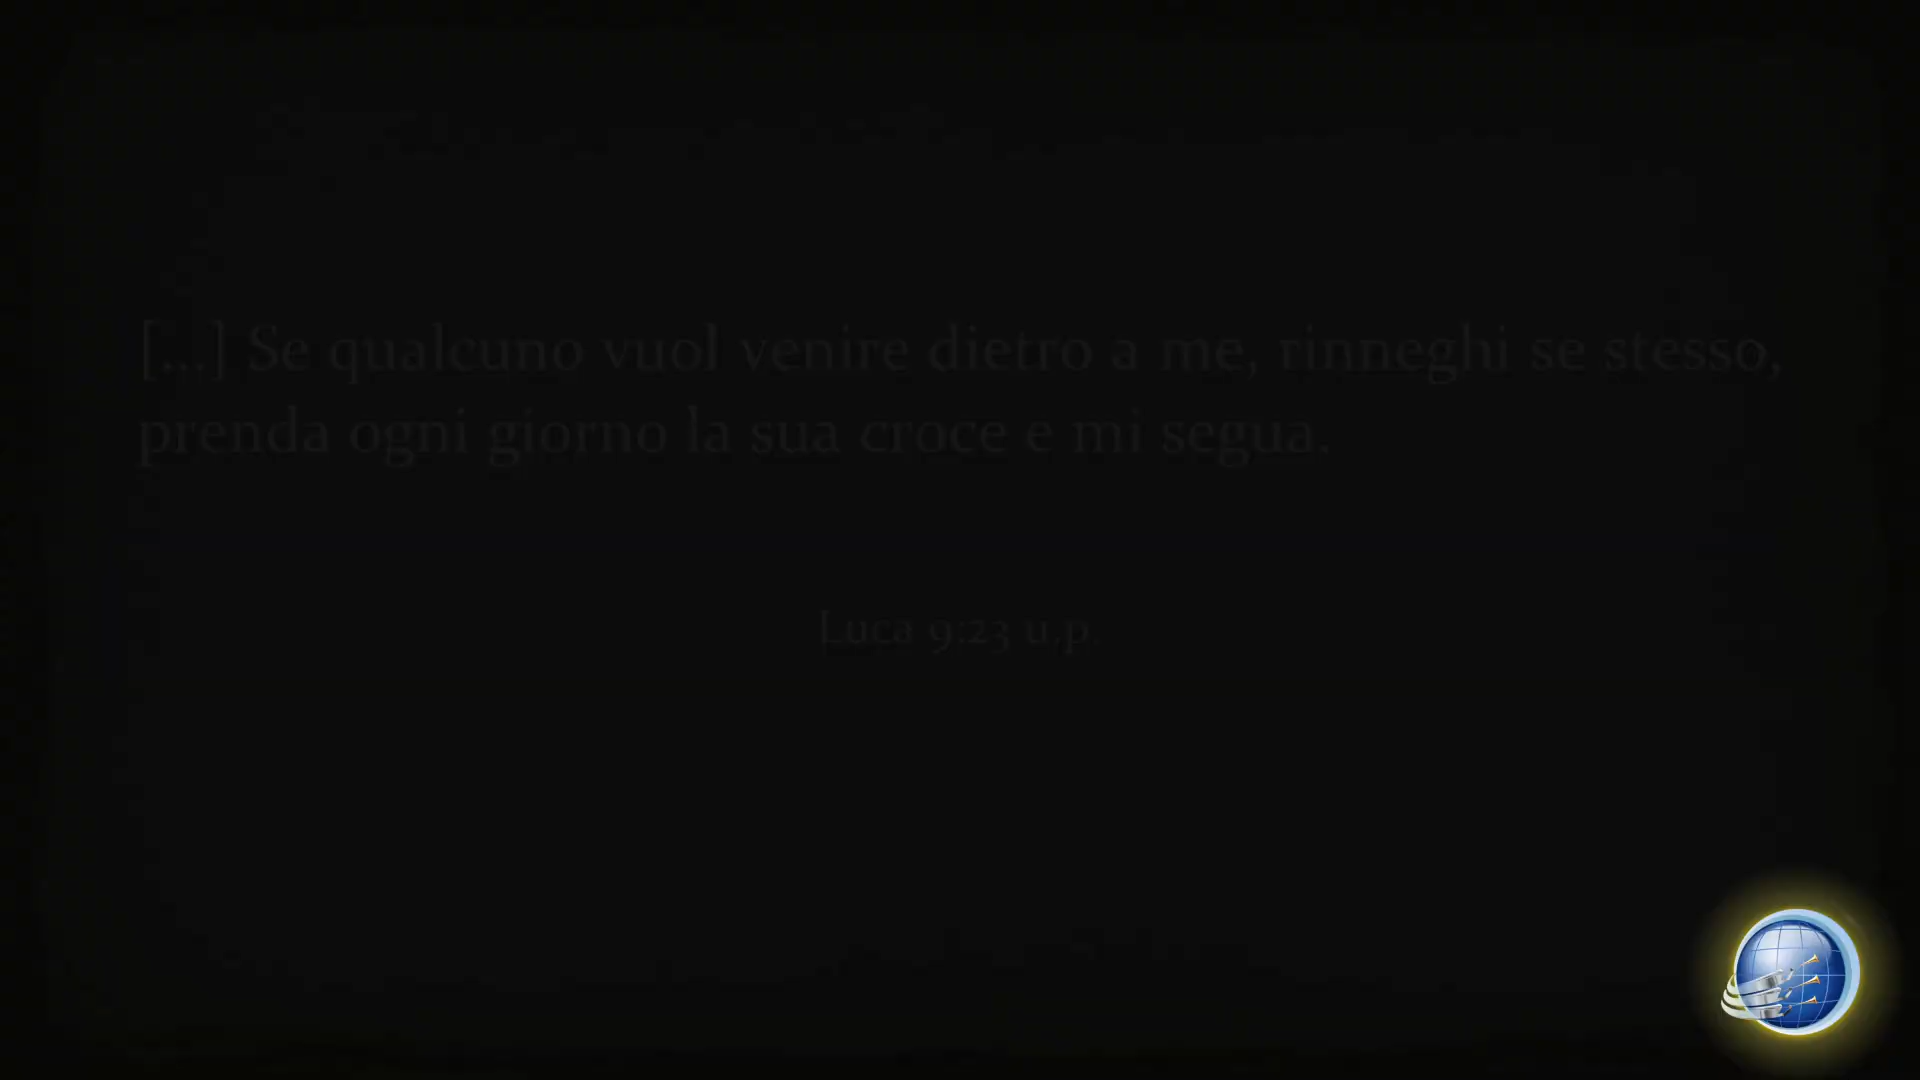 [...] Se qualcuno vuol venire dietro a me, rinneghi se stesso,
prenda ogni giorno la sua croce e mi segua.
Luca 9:23 u.p.